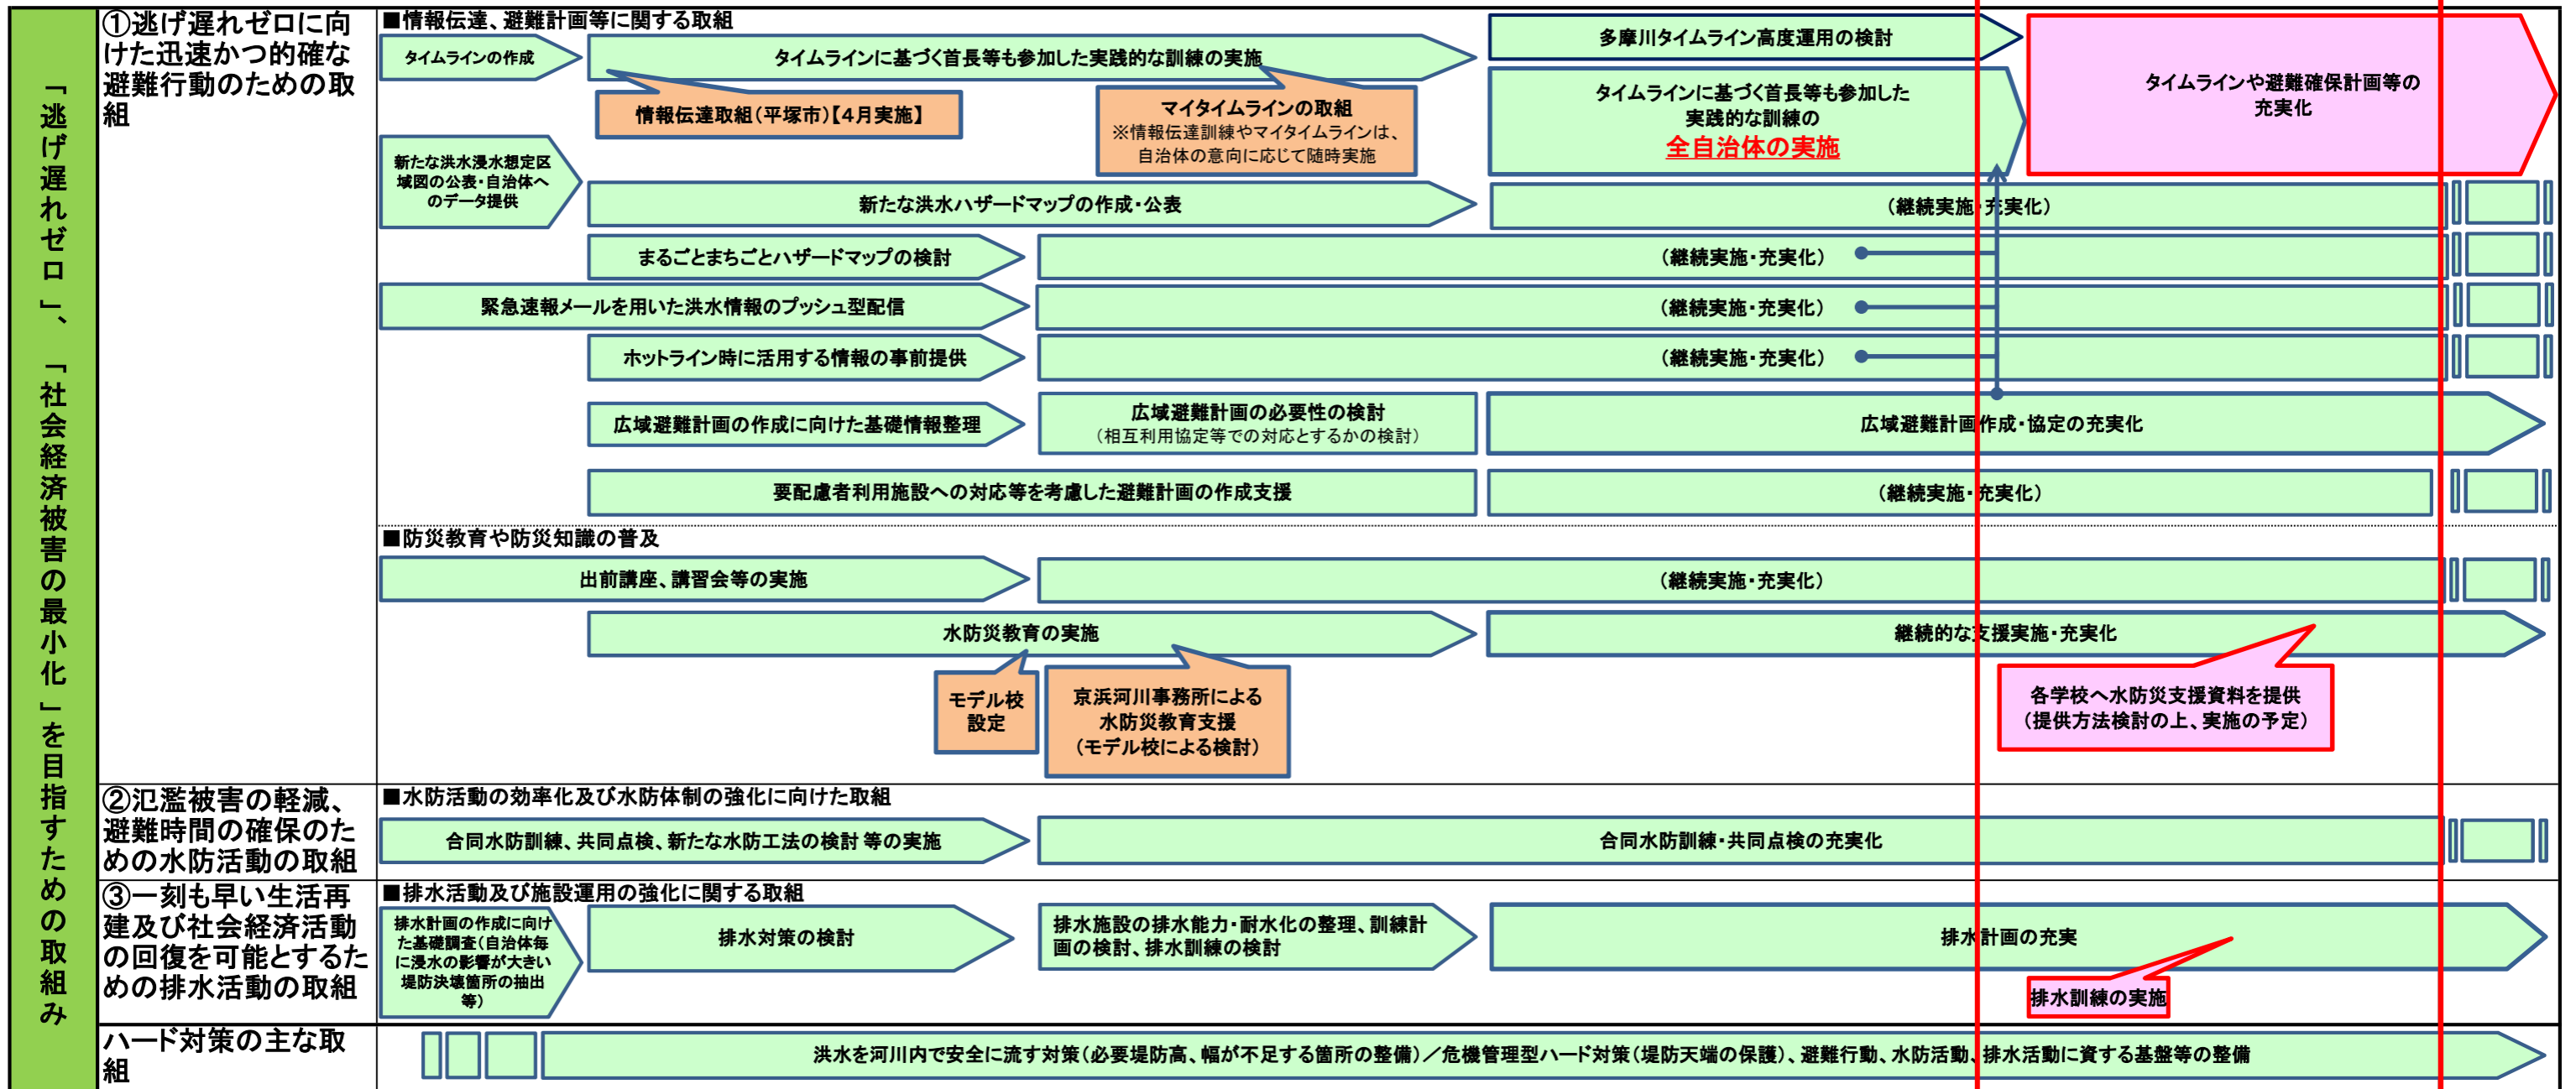 「逃げ遅れゼロ」、「社会経済被害の最小化」を目指すための取組み
①逃げ遅れゼロに向
けた迅速かつ的確な
避難行動のための取
組
■情報伝達、避難計画等に関する取組
タイムラインの作成
タイムラインに基づく首長等も参加した実践的な訓練の実施
多摩川タイムライン高度運用の検討
タイムラインに基づく首長等も参加した
実践的な訓練の
全自治体の実施
タイムラインや避難確保計画等の
充実化
情報伝達取組(平塚市)【4月実施】
マイタイムラインの取組
※情報伝達訓練やマイタイムラインは、
自治体の意向に応じて随時実施
新たな洪水浸水想定区
域図の公表・自治体へ
のデータ提供
新たな洪水ハザードマップの作成・公表
(継続実施・充実化)
まるごとまちごとハザードマップの検討
(継続実施・充実化)
緊急速報メールを用いた洪水情報のプッシュ型配信
(継続実施・充実化)
ホットライン時に活用する情報の事前提供
(継続実施・充実化)
広域避難計画の作成に向けた基礎情報整理
広域避難計画の必要性の検討
(相互利用協定等での対応とするかの検討)
広域避難計画作成・協定の充実化
要配慮者利用施設への対応等を考慮した避難計画の作成支援
(継続実施・充実化)
■防災教育や防災知識の普及
出前講座、講習会等の実施
(継続実施・充実化)
水防災教育の実施
継続的な支援実施・充実化
モデル校
設定
京浜河川事務所による
水防災教育支援
(モデル校による検討)
各学校へ水防災支援資料を提供
(提供方法検討の上、実施の予定)
②氾濫被害の軽減、
避難時間の確保のた
めの水防活動の取組
■水防活動の効率化及び水防体制の強化に向けた取組
合同水防訓練、共同点検、新たな水防工法の検討 等の実施
合同水防訓練・共同点検の充実化
③一刻も早い生活再
建及び社会経済活動
の回復を可能とするた
めの排水活動の取組
■排水活動及び施設運用の強化に関する取組
排水計画の作成に向け
た基礎調査(自治体毎
に浸水の影響が大きい
堤防決壊箇所の抽出
等)
排水対策の検討
排水施設の排水能力・耐水化の整理、訓練計
画の検討、排水訓練の検討
排水計画の充実
排水訓練の実施
ハード対策の主な取
組
洪水を河川内で安全に流す対策(必要堤防高、幅が不足する箇所の整備)/危機管理型ハード対策(堤防天端の保護)、避難行動、水防活動、排水活動に資する基盤等の整備